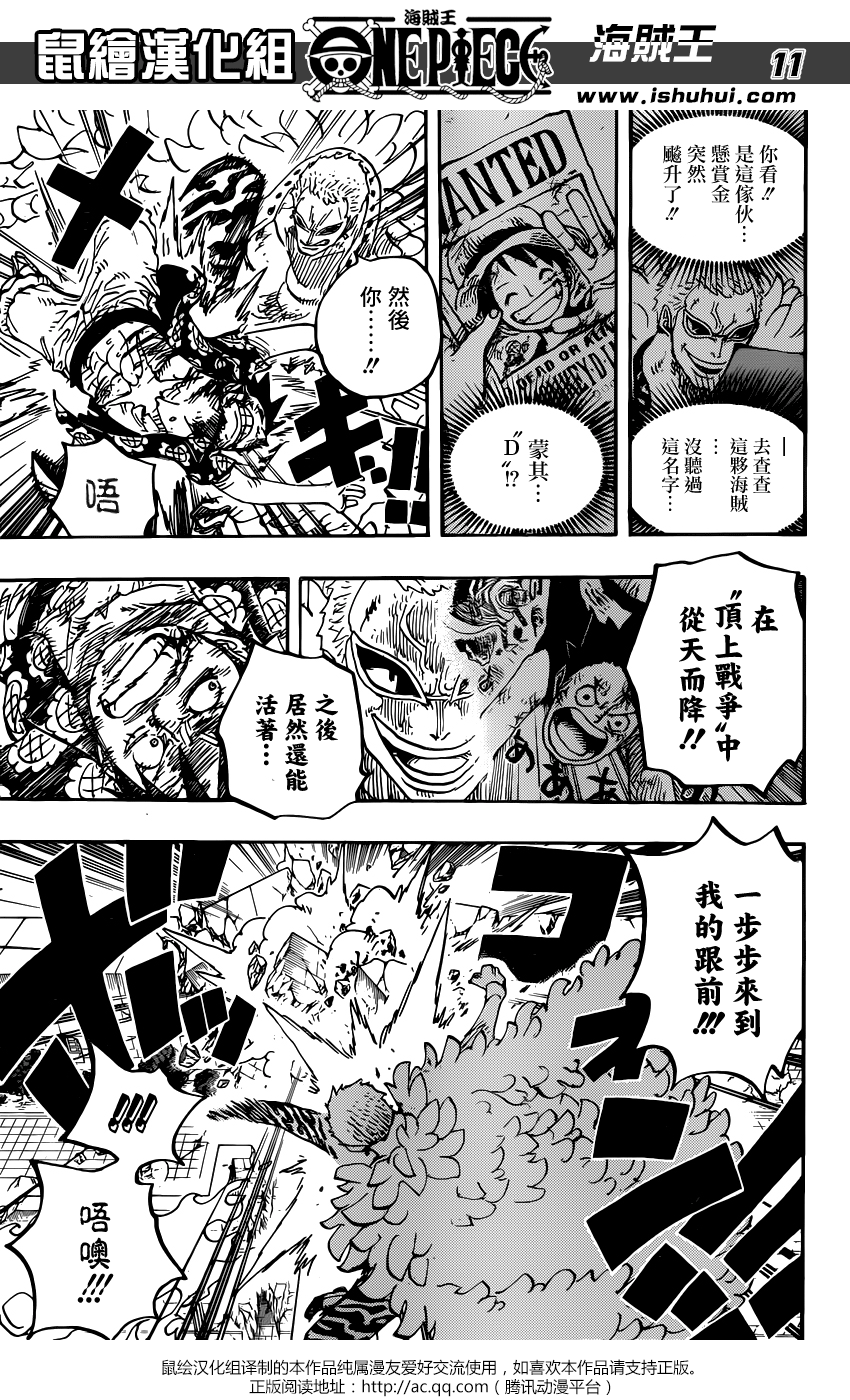 鼠繪漢化組
海賊王
ONE PIECE
海賊王
11
www.ishuhui.com
你看!!
是這傢伙…
懸賞金
突然
飈升了!!
—
去查查
這夥海賊
…
沒聽過
這名字…
WANTED
DEAD OR ALIVE
蒙其…
"D"!?
然後
你……!!
唔
在
"頂上戰爭"中
從天而降!!
ああああ
之後
居然還能
活著…
一步步來到
我的跟前!!!
!!!
唔噢!!!
鼠绘汉化组译制的本作品纯属漫友爱好交流使用，如喜欢本作品请支持正版。
正版阅读地址：http://ac.qq.com（腾讯动漫平台）